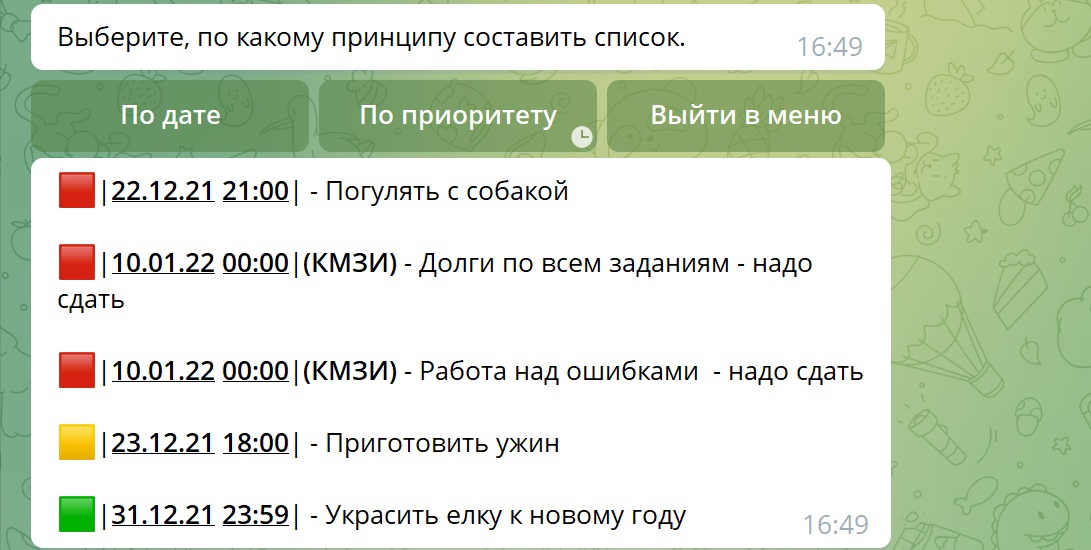 Выберите, по какому принципу составить список.
16:49
По дате
По приоритету
Выйти в меню
|22.12.21 21:00| - Погулять с собакой
|10.01.22 00:00|(КМЗИ) - Долги по всем заданиям - надо
сдать
|10.01.22 00:00|(КМЗИ) - Работа над ошибками  - надо сдать
|23.12.21 18:00| - Приготовить ужин
|31.12.21 23:59| - Украсить елку к новому году
16:49